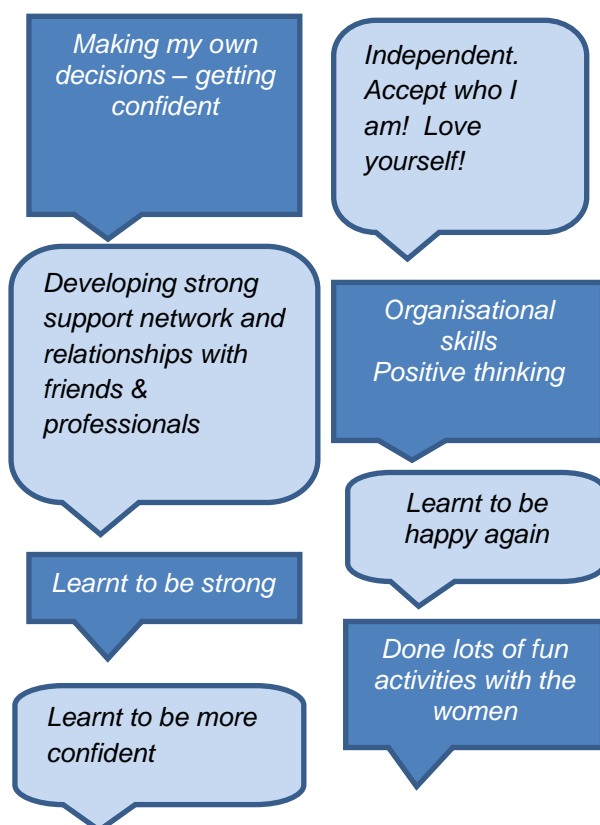 Making my own
decisions – getting
confident
Independent.
Accept who I
am!  Love
yourself!
Developing strong
support network and
relationships with
friends &
professionals
Organisational
skills
Positive thinking
Learnt to be
happy again
Learnt to be strong
Done lots of fun
activities with the
women
Learnt to be more
confident